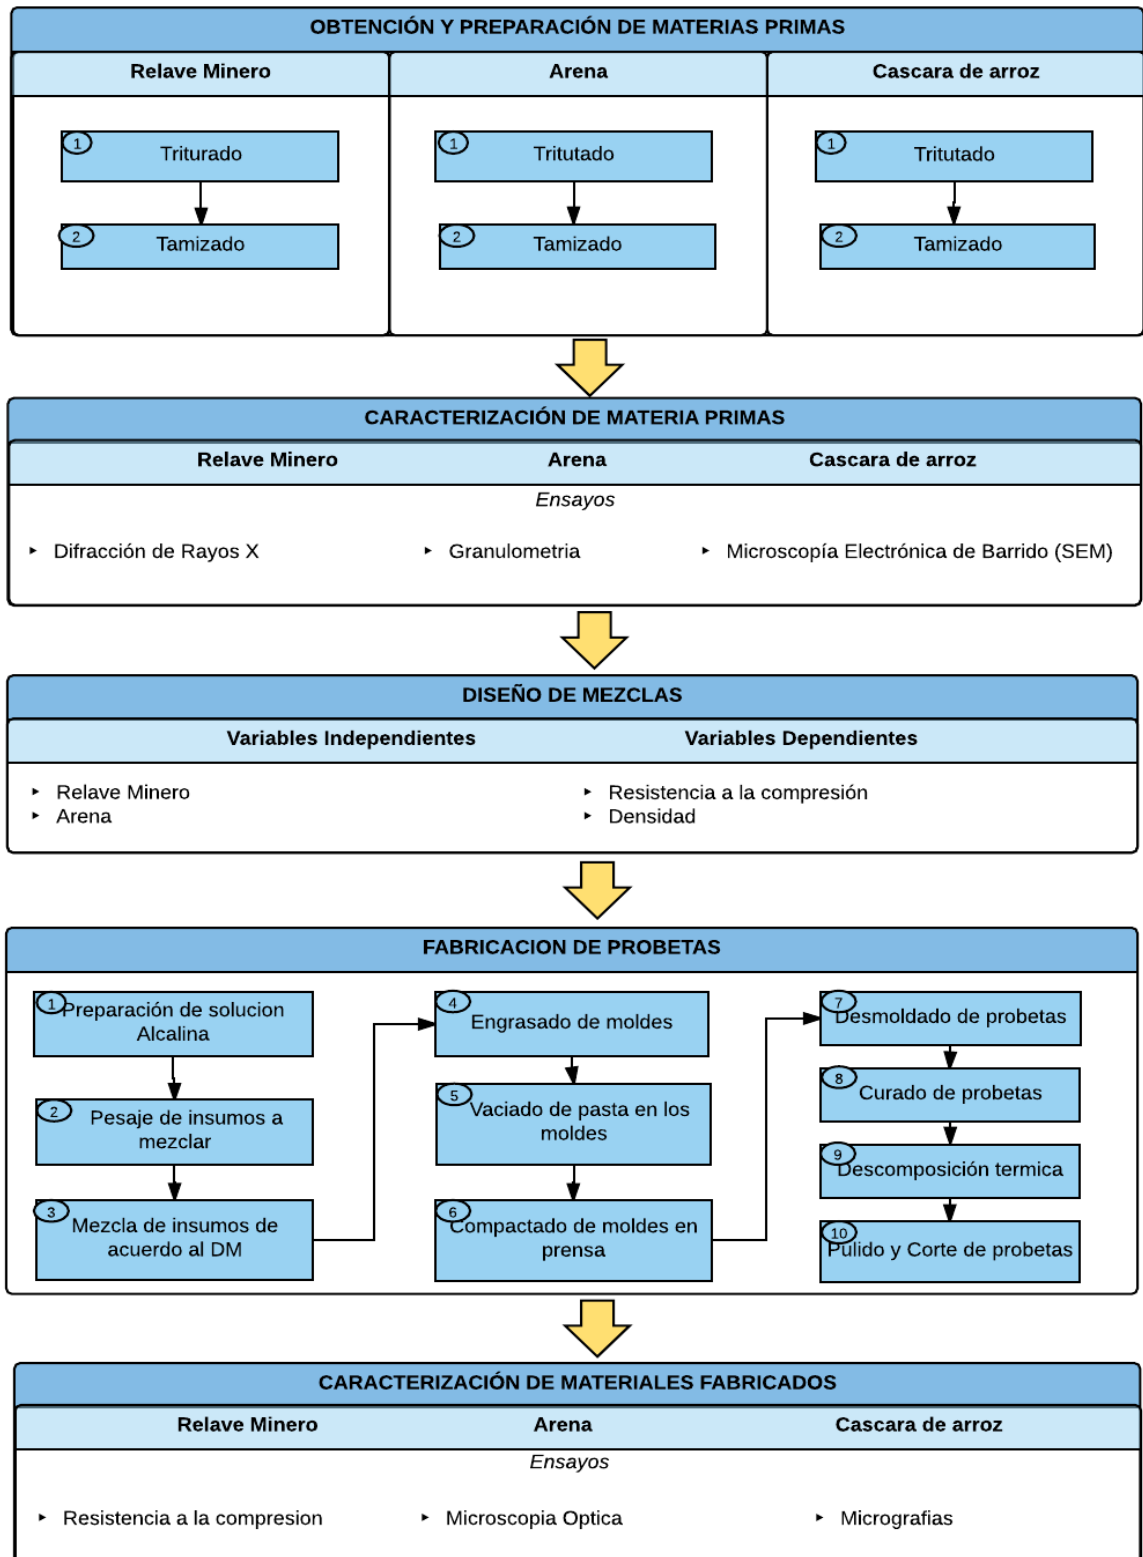 OBTENCIÓN Y PREPARACIÓN DE MATERIAS PRIMAS
Relave Minero
Arena
Cascara de arroz
1
Triturado
2
Tamizado
1
Tritutado
2
Tamizado
1
Tritutado
2
Tamizado
CARACTERIZACIÓN DE MATERIA PRIMAS
Relave Minero
Arena
Cascara de arroz
Ensayos
‣ Difracción de Rayos X
‣ Granulometria
‣ Microscopía Electrónica de Barrido (SEM)
DISEÑO DE MEZCLAS
Variables Independientes
Variables Dependientes
‣ Relave Minero
‣ Arena
‣ Resistencia a la compresión
‣ Densidad
FABRICACION DE PROBETAS
1
Preparación de solucion
Alcalina
2
Pesaje de insumos a
mezclar
3
Mezcla de insumos de
acuerdo al DM
4
Engrasado de moldes
5
Vaciado de pasta en los
moldes
6
Compactado de moldes en
prensa
7
Desmoldado de probetas
8
Curado de probetas
9
Descomposición termica
10
Pulido y Corte de probetas
CARACTERIZACIÓN DE MATERIALES FABRICADOS
Relave Minero
Arena
Cascara de arroz
Ensayos
‣ Resistencia a la compresion
‣ Microscopia Optica
‣ Micrografias